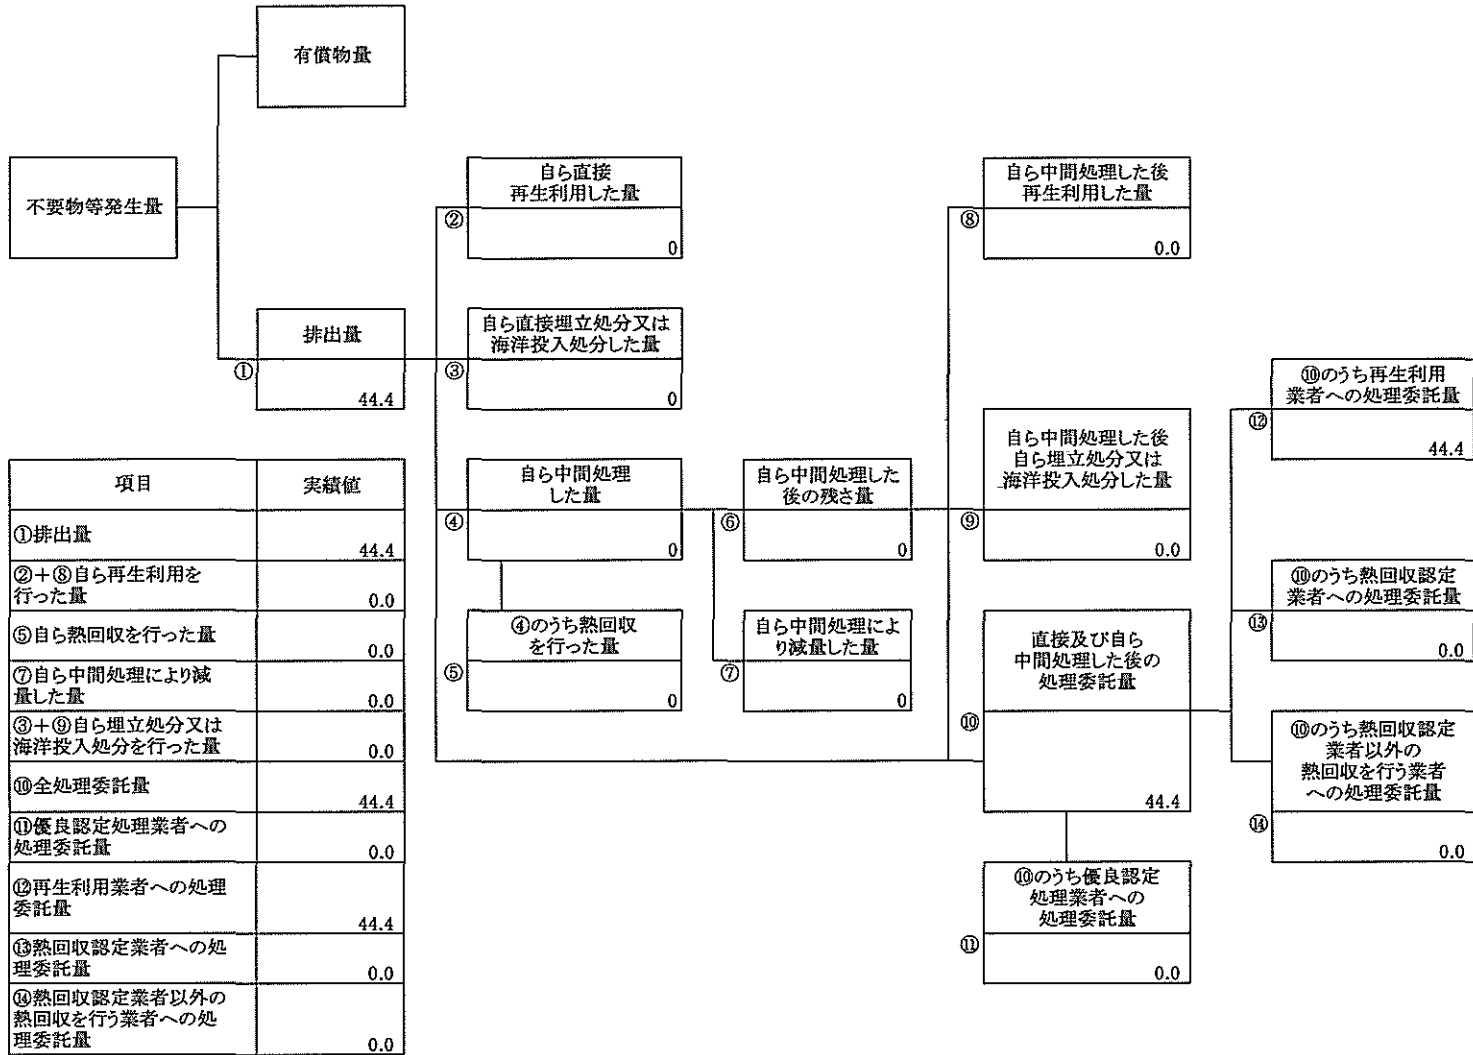 有償物量
不要物等発生量
排出量
①
44.4
自ら直接
再生利用した量
②
0
自ら直接埋立処分又は
海洋投入処分した量
③
0
自ら中間処理
した量
④
0
④のうち熱回収
を行った量
⑤
0
自ら中間処理した
後の残さ量
⑥
0
自ら中間処理によ
り減量した量
⑦
0
自ら中間処理した後
再生利用した量
⑧
0.0
自ら中間処理した後
自ら埋立処分又は
海洋投入処分した量
⑨
0.0
直接及び自ら
中間処理した後の
処理委託量
⑩
44.4
⑩のうち優良認定
処理業者への
処理委託量
⑪
0.0
⑩のうち再生利用
業者への処理委託量
⑫
44.4
⑩のうち熱回収認定
業者への処理委託量
⑬
0.0
⑩のうち熱回収認定
業者以外の
熱回収を行う業者
への処理委託量
⑭
0.0
項目 実績値
①排出量
44.4
②+⑧自ら再生利用を
行った量
0.0
⑤自ら熱回収を行った量
0.0
⑦自ら中間処理により減
量した量
0.0
③+⑨自ら埋立処分又は
海洋投入処分を行った量
0.0
⑩全処理委託量
44.4
⑪優良認定処理業者への
処理委託量
0.0
⑫再生利用業者への処理
委託量
44.4
⑬熱回収認定業者への処
理委託量
0.0
⑭熱回収認定業者以外の
熱回収を行う業者への処
理委託量
0.0